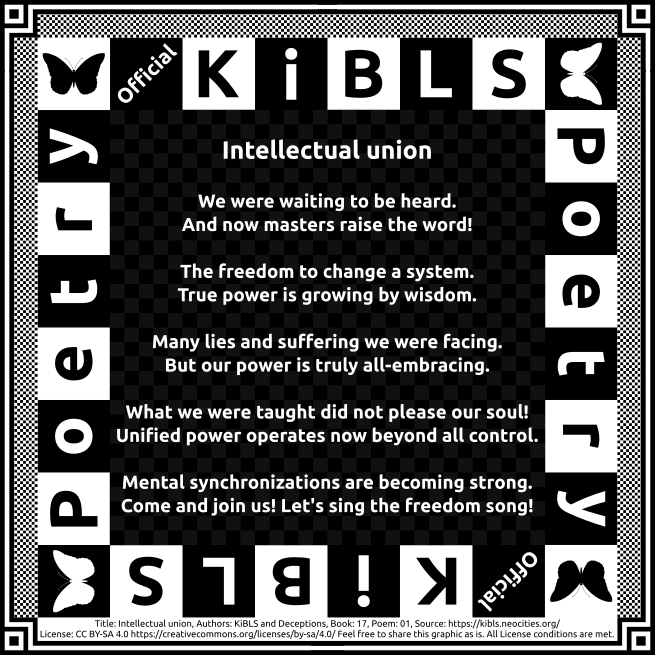 Official KiBLS
Poetry
Poetry
Intellectual union
We were waiting to be heard.
And now masters raise the word!
The freedom to change a system.
True power is growing by wisdom.
Many lies and suffering we were facing.
But our power is truly all-embracing.
What we were taught did not please our soul!
Unified power operates now beyond all control.
Mental synchronizations are becoming strong.
Come and join us! Let's sing the freedom song!
Official KiBLS
Title: Intellectual union, Authors: KiBLS and Deceptions, Book: 17, Poem: 01, Source: https://kibls.neocities.org/
License: CC BY-SA 4.0 https://creativecommons.org/licenses/by-sa/4.0/ Feel free to share this graphic as is. All License conditions are met.